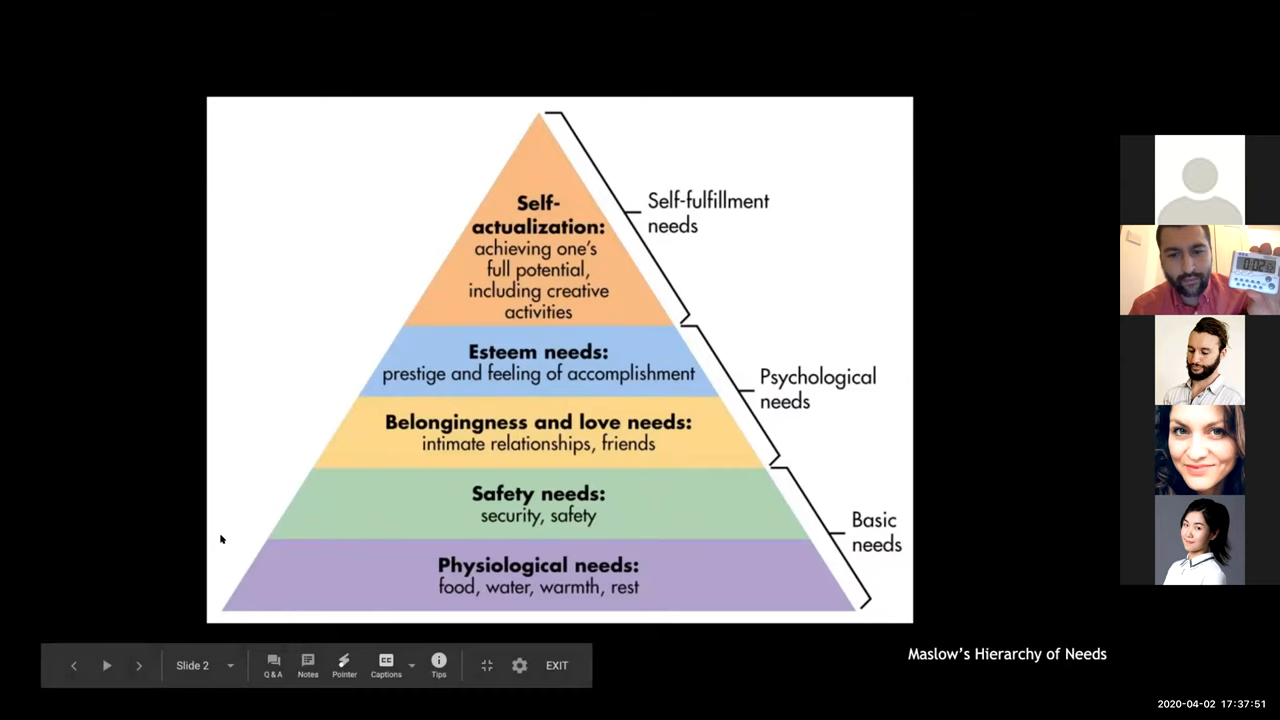 Self-
actualization:
achieving one's
full potential,
including creative
activities
Self-fulfillment
needs
Esteem needs:
prestige and feeling of accomplishment
Psychological
needs
Belongingness and love needs:
intimate relationships, friends
Safety needs:
security, safety
Basic
needs
Physiological needs:
food, water, warmth, rest
Maslow's Hierarchy of Needs
Slide 2
Q & A
Notes
Pointer
CC
Captions
Tips
EXIT
2020-04-02 17:37:51